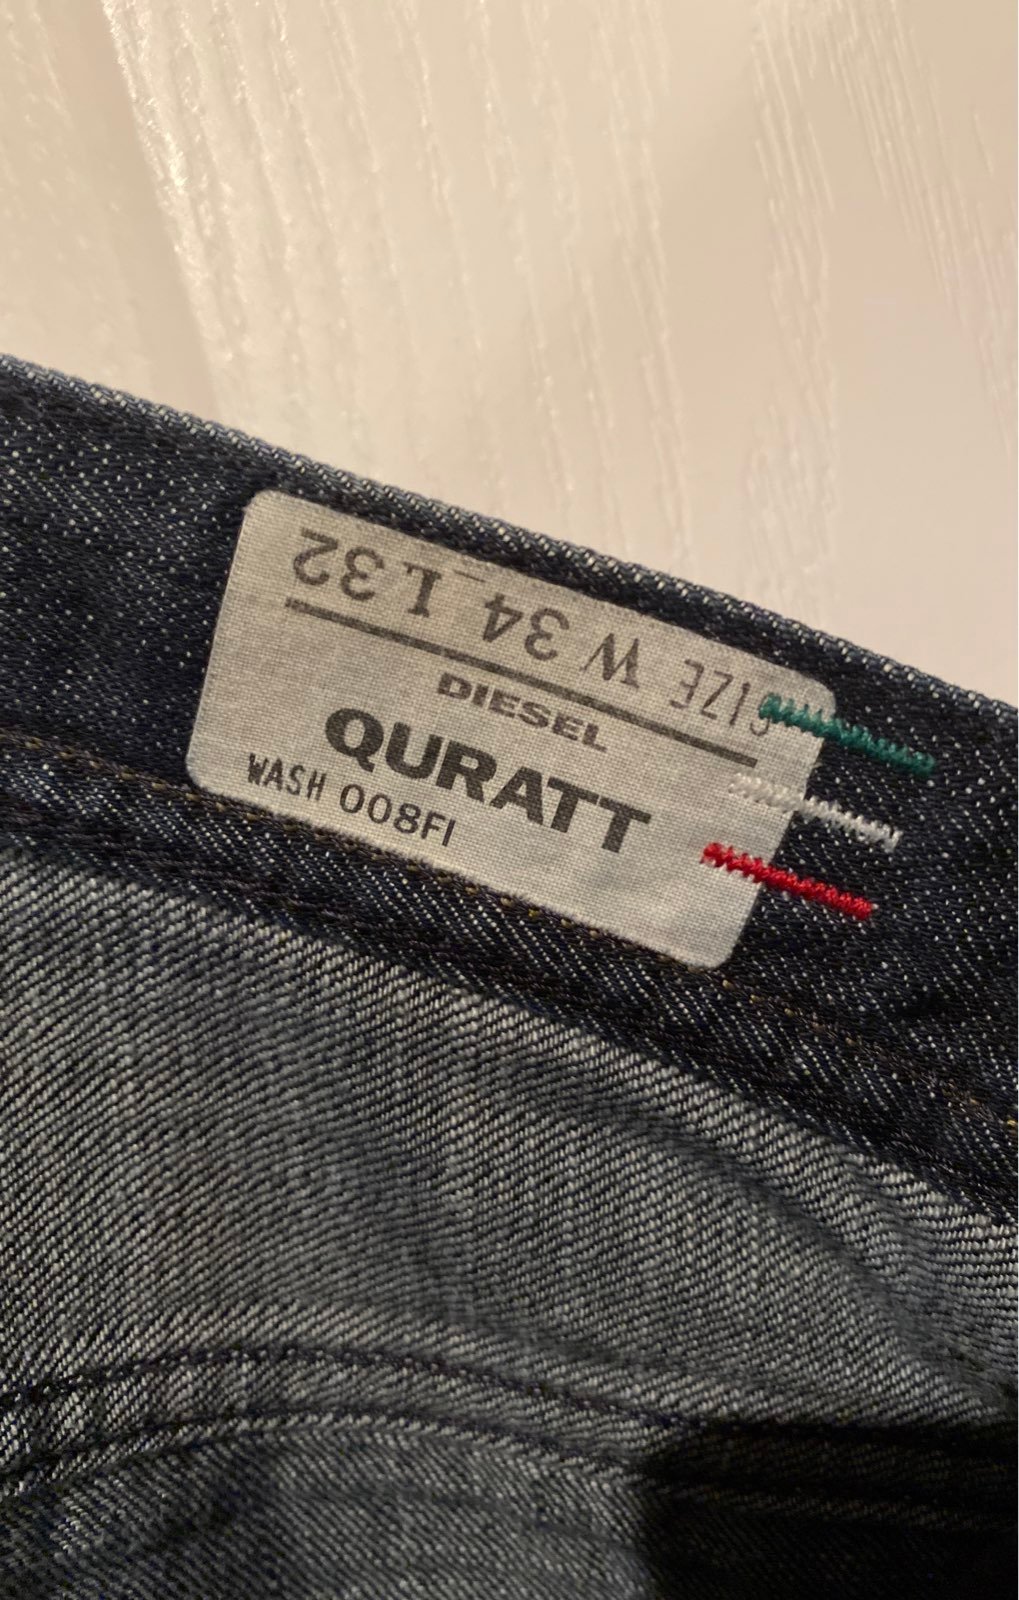 SIZE W 34 L 32
DIESEL
QURATT
WASH 008FI